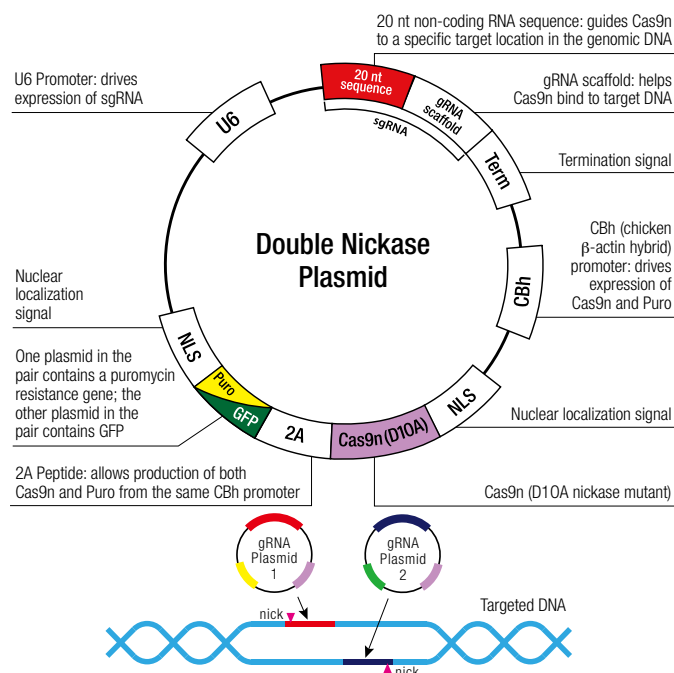 20 nt non-coding RNA sequence: guides Cas9n
to a specific target location in the genomic DNA
U6 Promoter: drives
expression of sgRNA
gRNA scaffold: helps
Cas9n bind to target DNA
20 nt
sequence
gRNA
scaffold
sgRNA
U6
Term
Termination signal
Double Nickase
Plasmid
CBh (chicken
β-actin hybrid)
promoter: drives
expression of
Cas9n and Puro
CBh
Nuclear
localization
signal
NLS
One plasmid in the
pair contains a puromycin
resistance gene; the
other plasmid in the
pair contains GFP
Puro
GFP
2A
Cas9n (D10A)
NLS
Nuclear localization signal
2A Peptide: allows production of both
Cas9n and Puro from the same CBh promoter
Cas9n (D10A nickase mutant)
gRNA
Plasmid
1
gRNA
Plasmid
2
Targeted DNA
nick
nick